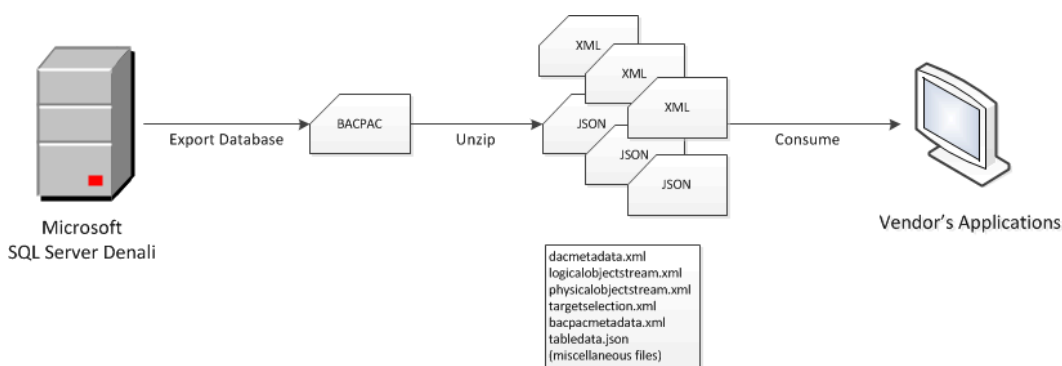 Microsoft
SQL Server Denali
Export Database
BACPAC
Unzip
XML
XML
XML
JSON
JSON
JSON
Consume
Vendor's Applications
dacmetadata.xml
logicalobjectstream.xml
physicalobjectstream.xml
targetselection.xml
bacpacmetadata.xml
tabledata.json
(miscellaneous files)